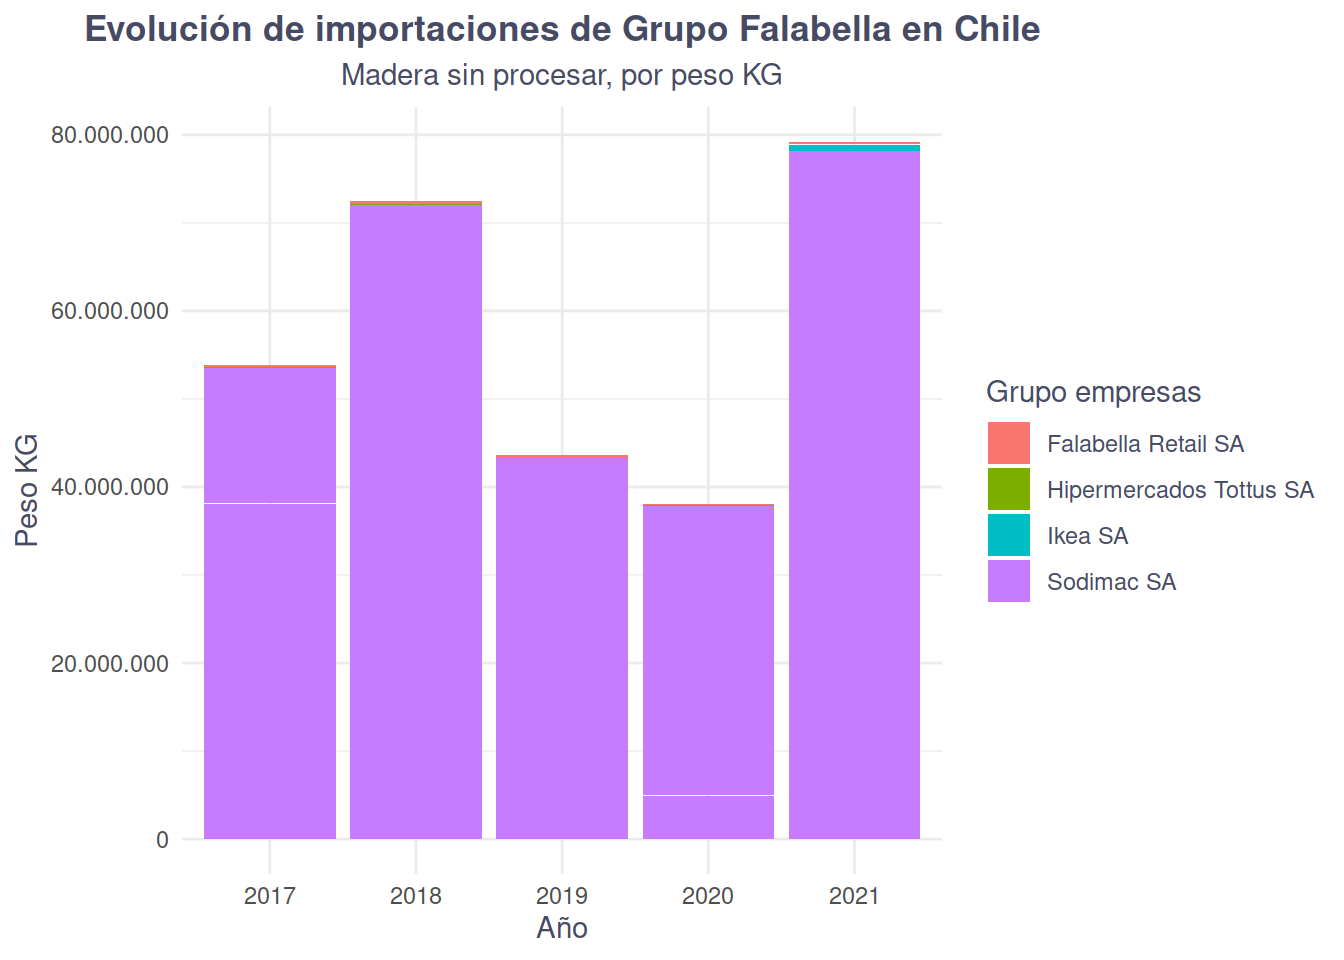 Evolución de importaciones de Grupo Falabella en Chile
Madera sin procesar, por peso KG
80.000.000
60.000.000
40.000.000
20.000.000
0
Peso KG
2017 2018 2019 2020 2021
Año
Grupo empresas
Falabella Retail SA
Hipermercados Tottus SA
Ikea SA
Sodimac SA